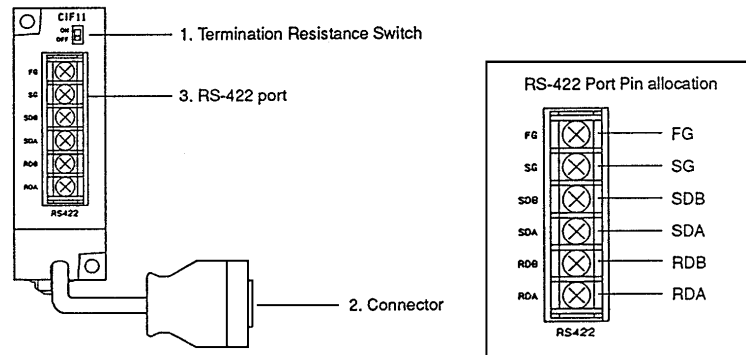 CIF11
ON
OFF
1. Termination Resistance Switch
FG
SG
SDB
SDA
RDB
RDA
3. RS-422 port
RS422
2. Connector
RS-422 Port Pin allocation
FG FG
SG SG
SDB SDB
SDA SDA
RDB RDB
RDA RDA
RS422